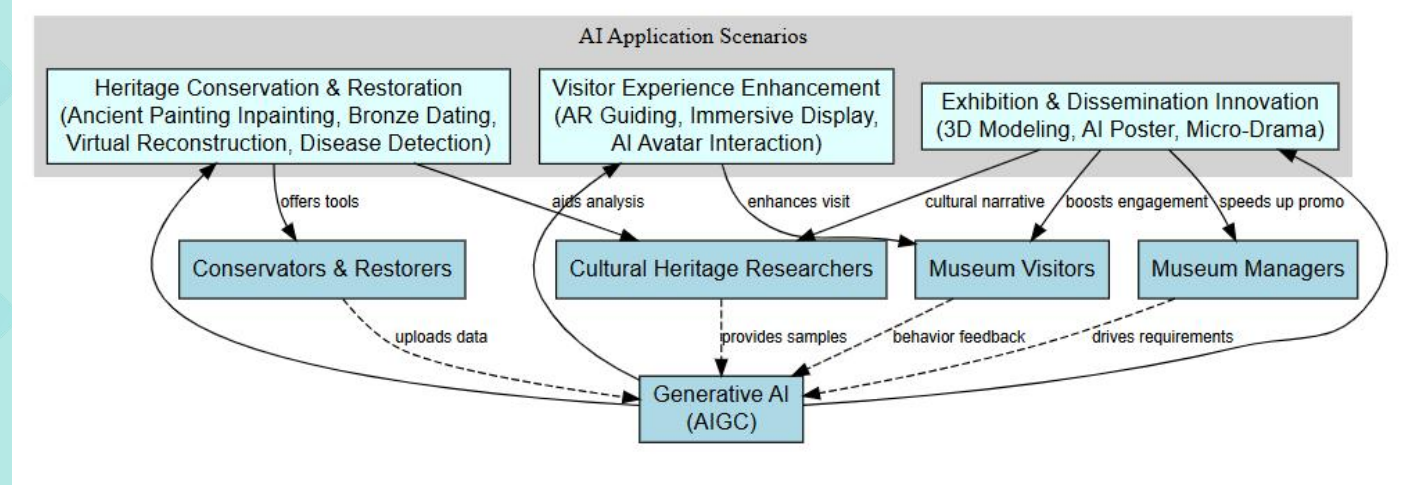 AI Application Scenarios
Heritage Conservation & Restoration
(Ancient Painting Inpainting, Bronze Dating,
Virtual Reconstruction, Disease Detection)
Visitor Experience Enhancement
(AR Guiding, Immersive Display,
AI Avatar Interaction)
Exhibition & Dissemination Innovation
(3D Modeling, AI Poster, Micro-Drama)
offers tools
aids analysis
enhances visit
cultural narrative
boosts engagement
speeds up promo
Conservators & Restorers
Cultural Heritage Researchers
Museum Visitors
Museum Managers
uploads data
provides samples
behavior feedback
drives requirements
Generative AI
(AIGC)